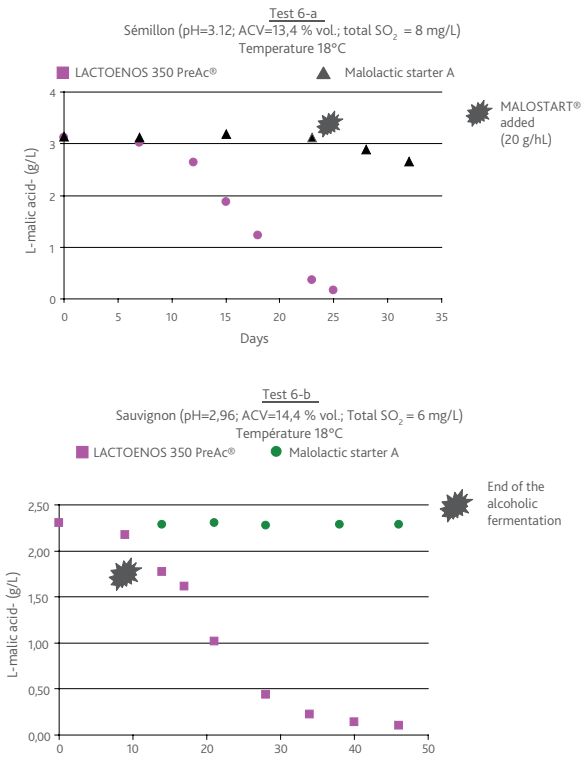 Test 6-a
Sémillon (pH=3.12; ACV=13,4 % vol.; total SO₂ = 8 mg/L)
Temperature 18°C
LACTOENOS 350 PreAc®
Malolactic starter A
MALOSTART®
added
(20 g/hL)
L-malic acid- (g/L)
4
3
2
1
0
0 5 10 15 20 25 30 35
Days
Test 6-b
Sauvignon (pH=2,96; ACV=14,4 % vol.; Total SO₂ = 6 mg/L)
Température 18°C
LACTOENOS 350 PreAc®
Malolactic starter A
End of the
alcoholic
fermentation
L-malic acid- (g/L)
2,50
2,00
1,50
1,00
0,50
0,00
0 10 20 30 40 50